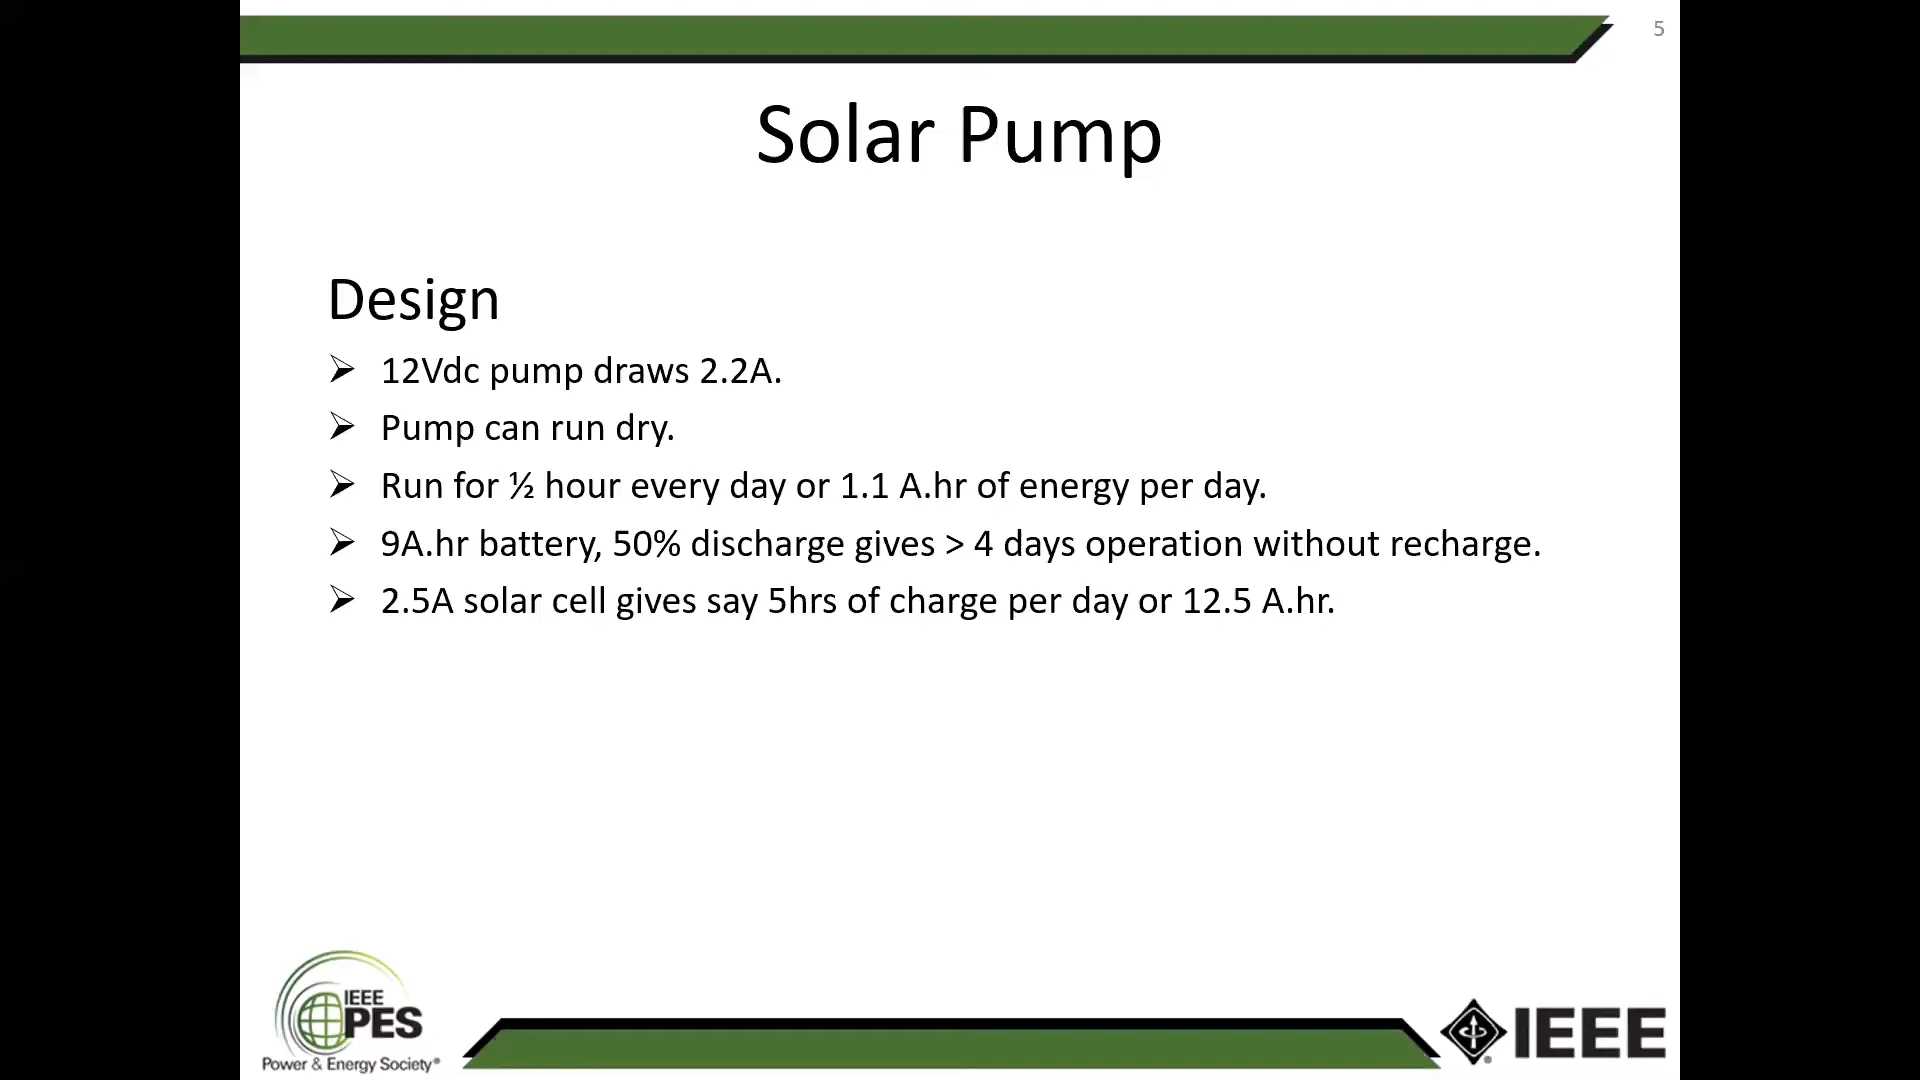 5
Solar Pump
Design
➢ 12Vdc pump draws 2.2A.
➢ Pump can run dry.
➢ Run for ½ hour every day or 1.1 A.hr of energy per day.
➢ 9A.hr battery, 50% discharge gives > 4 days operation without recharge.
➢ 2.5A solar cell gives say 5hrs of charge per day or 12.5 A.hr.
IEEE
PES
Power & Energy Society®
IEEE